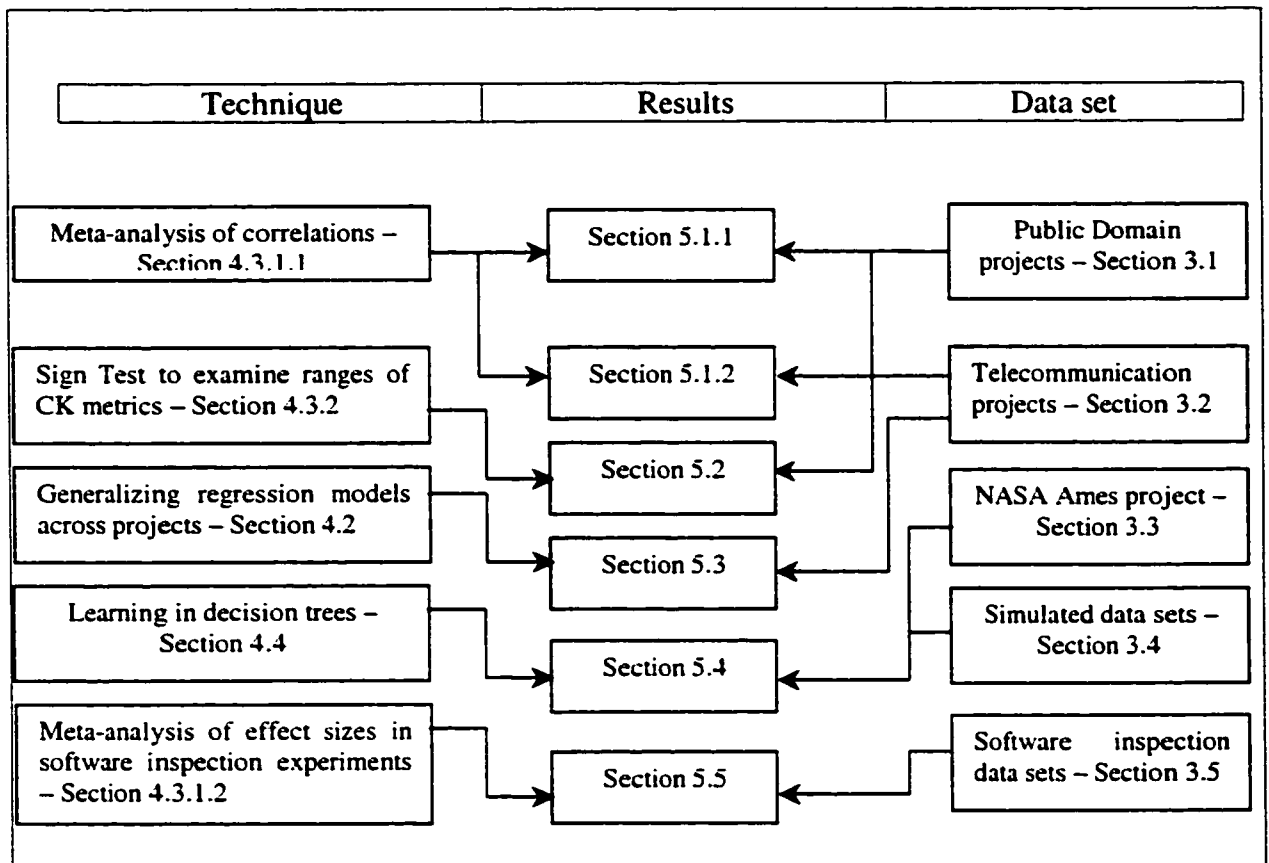 Technique Results Data set
Meta-analysis of correlations –
Section 4.3.1.1
Section 5.1.1
Public Domain
projects – Section 3.1
Sign Test to examine ranges of
CK metrics – Section 4.3.2
Section 5.1.2
Telecommunication
projects – Section 3.2
Section 5.2
Generalizing regression models
across projects – Section 4.2
NASA Ames project –
Section 3.3
Section 5.3
Learning in decision trees –
Section 4.4
Simulated data sets –
Section 3.4
Section 5.4
Meta-analysis of effect sizes in
software inspection experiments
– Section 4.3.1.2
Section 5.5
Software inspection
data sets – Section 3.5